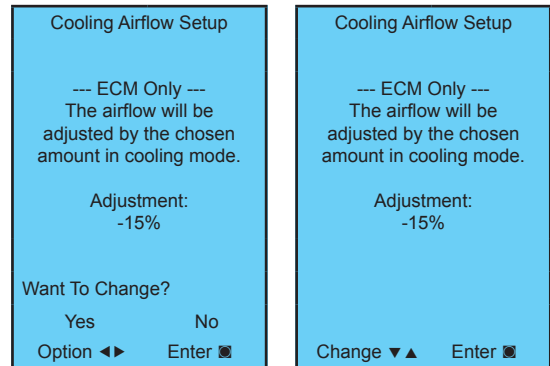 Cooling Airflow Setup
--- ECM Only ---
The airflow will be
adjusted by the chosen
amount in cooling mode.
Adjustment:
-15%
Want To Change?
Yes No
Option ◄► Enter ◙
Cooling Airflow Setup
--- ECM Only ---
The airflow will be
adjusted by the chosen
amount in cooling mode.
Adjustment:
-15%
Change ▼▲ Enter ◙